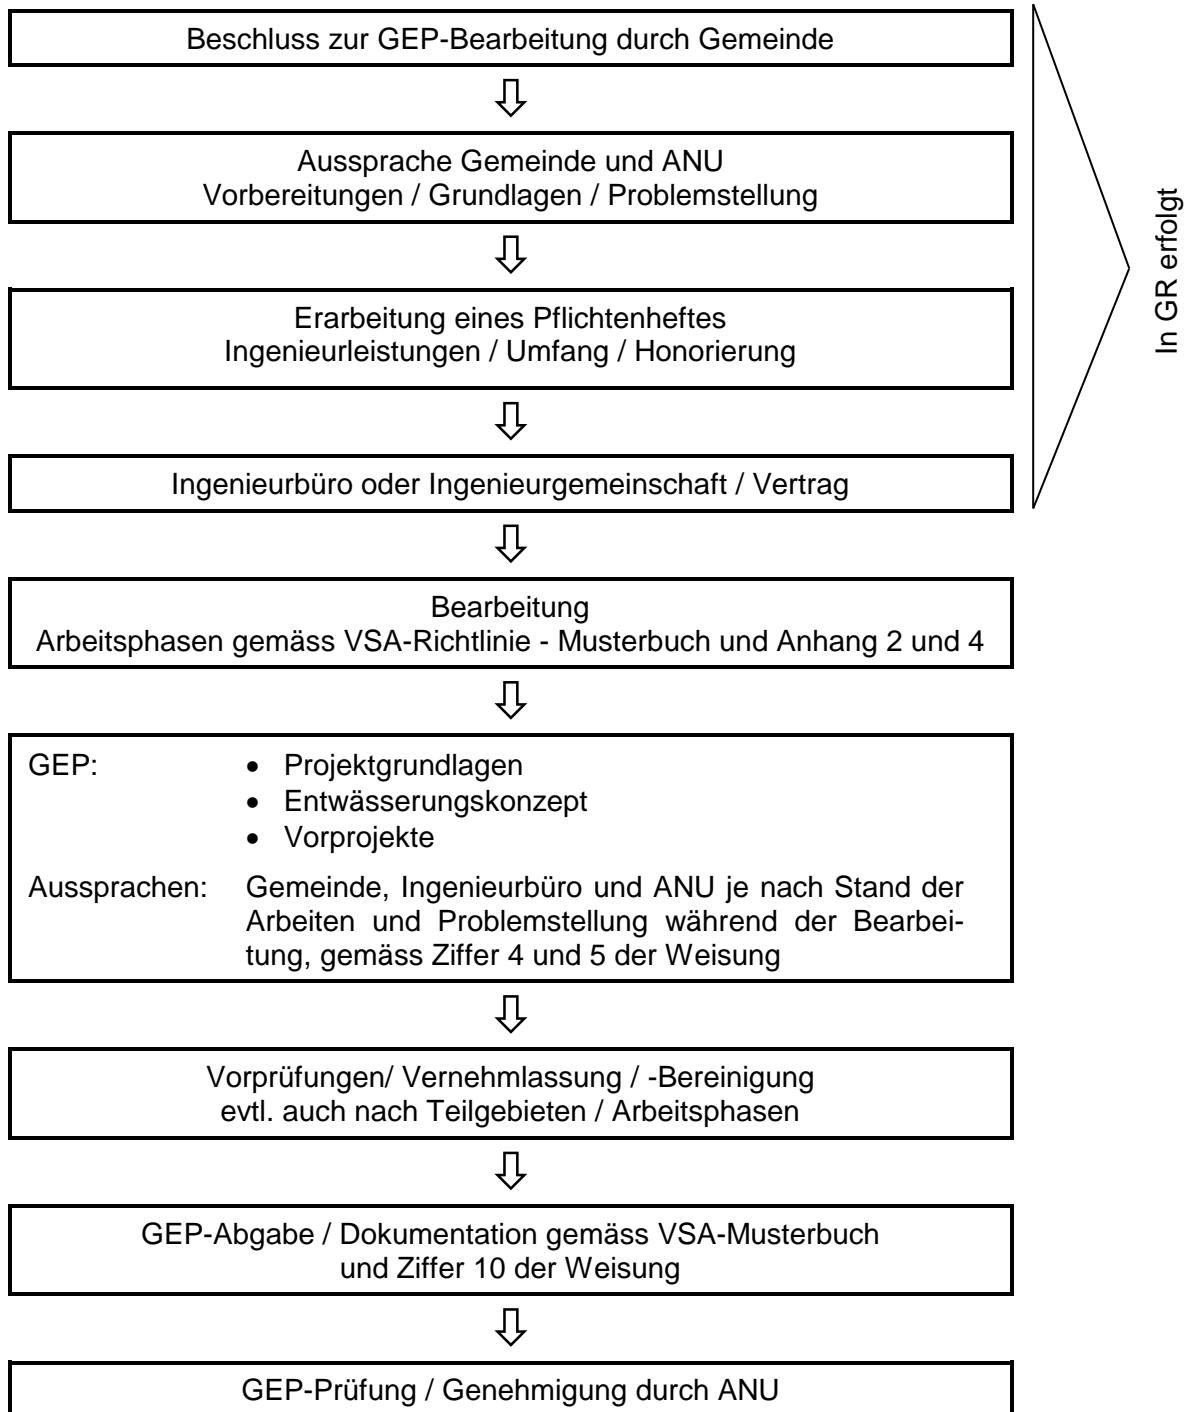 Beschluss zur GEP-Bearbeitung durch Gemeinde
Aussprache Gemeinde und ANU
Vorbereitungen / Grundlagen / Problemstellung
Erarbeitung eines Pflichtenheftes
Ingenieurleistungen / Umfang / Honorierung
Ingenieurbüro oder Ingenieurgemeinschaft / Vertrag
In GR erfolgt
Bearbeitung
Arbeitsphasen gemäss VSA-Richtlinie - Musterbuch und Anhang 2 und 4
GEP: • Projektgrundlagen
• Entwässerungskonzept
• Vorprojekte
Aussprachen: Gemeinde, Ingenieurbüro und ANU je nach Stand der
Arbeiten und Problemstellung während der Bearbei-
tung, gemäss Ziffer 4 und 5 der Weisung
Vorprüfungen/ Vernehmlassung / -Bereinigung
evtl. auch nach Teilgebieten / Arbeitsphasen
GEP-Abgabe / Dokumentation gemäss VSA-Musterbuch
und Ziffer 10 der Weisung
GEP-Prüfung / Genehmigung durch ANU